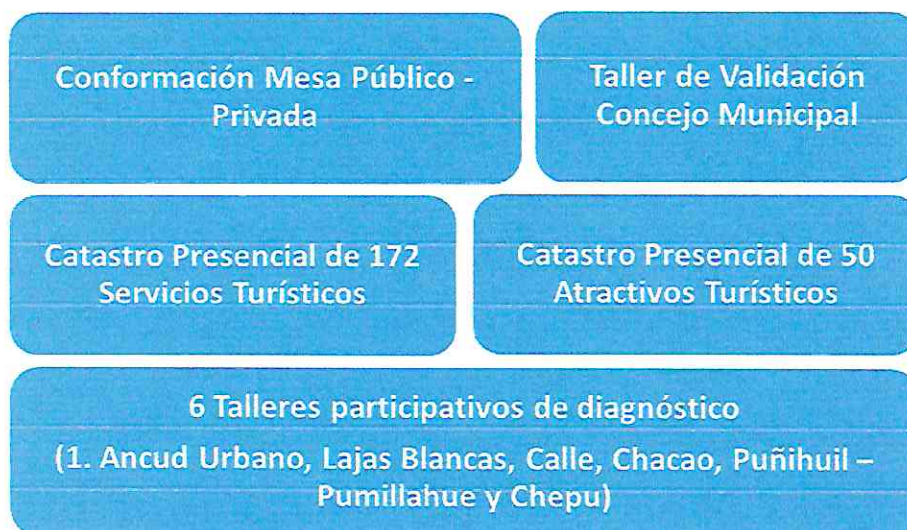 Conformación Mesa Público -
Privada
Taller de Validación
Concejo Municipal
Catastro Presencial de 172
Servicios Turísticos
Catastro Presencial de 50
Atractivos Turísticos
6 Talleres participativos de diagnóstico
(1. Ancud Urbano, Lajas Blancas, Calle, Chacao, Puñihuil –
Pumillahue y Chepu)